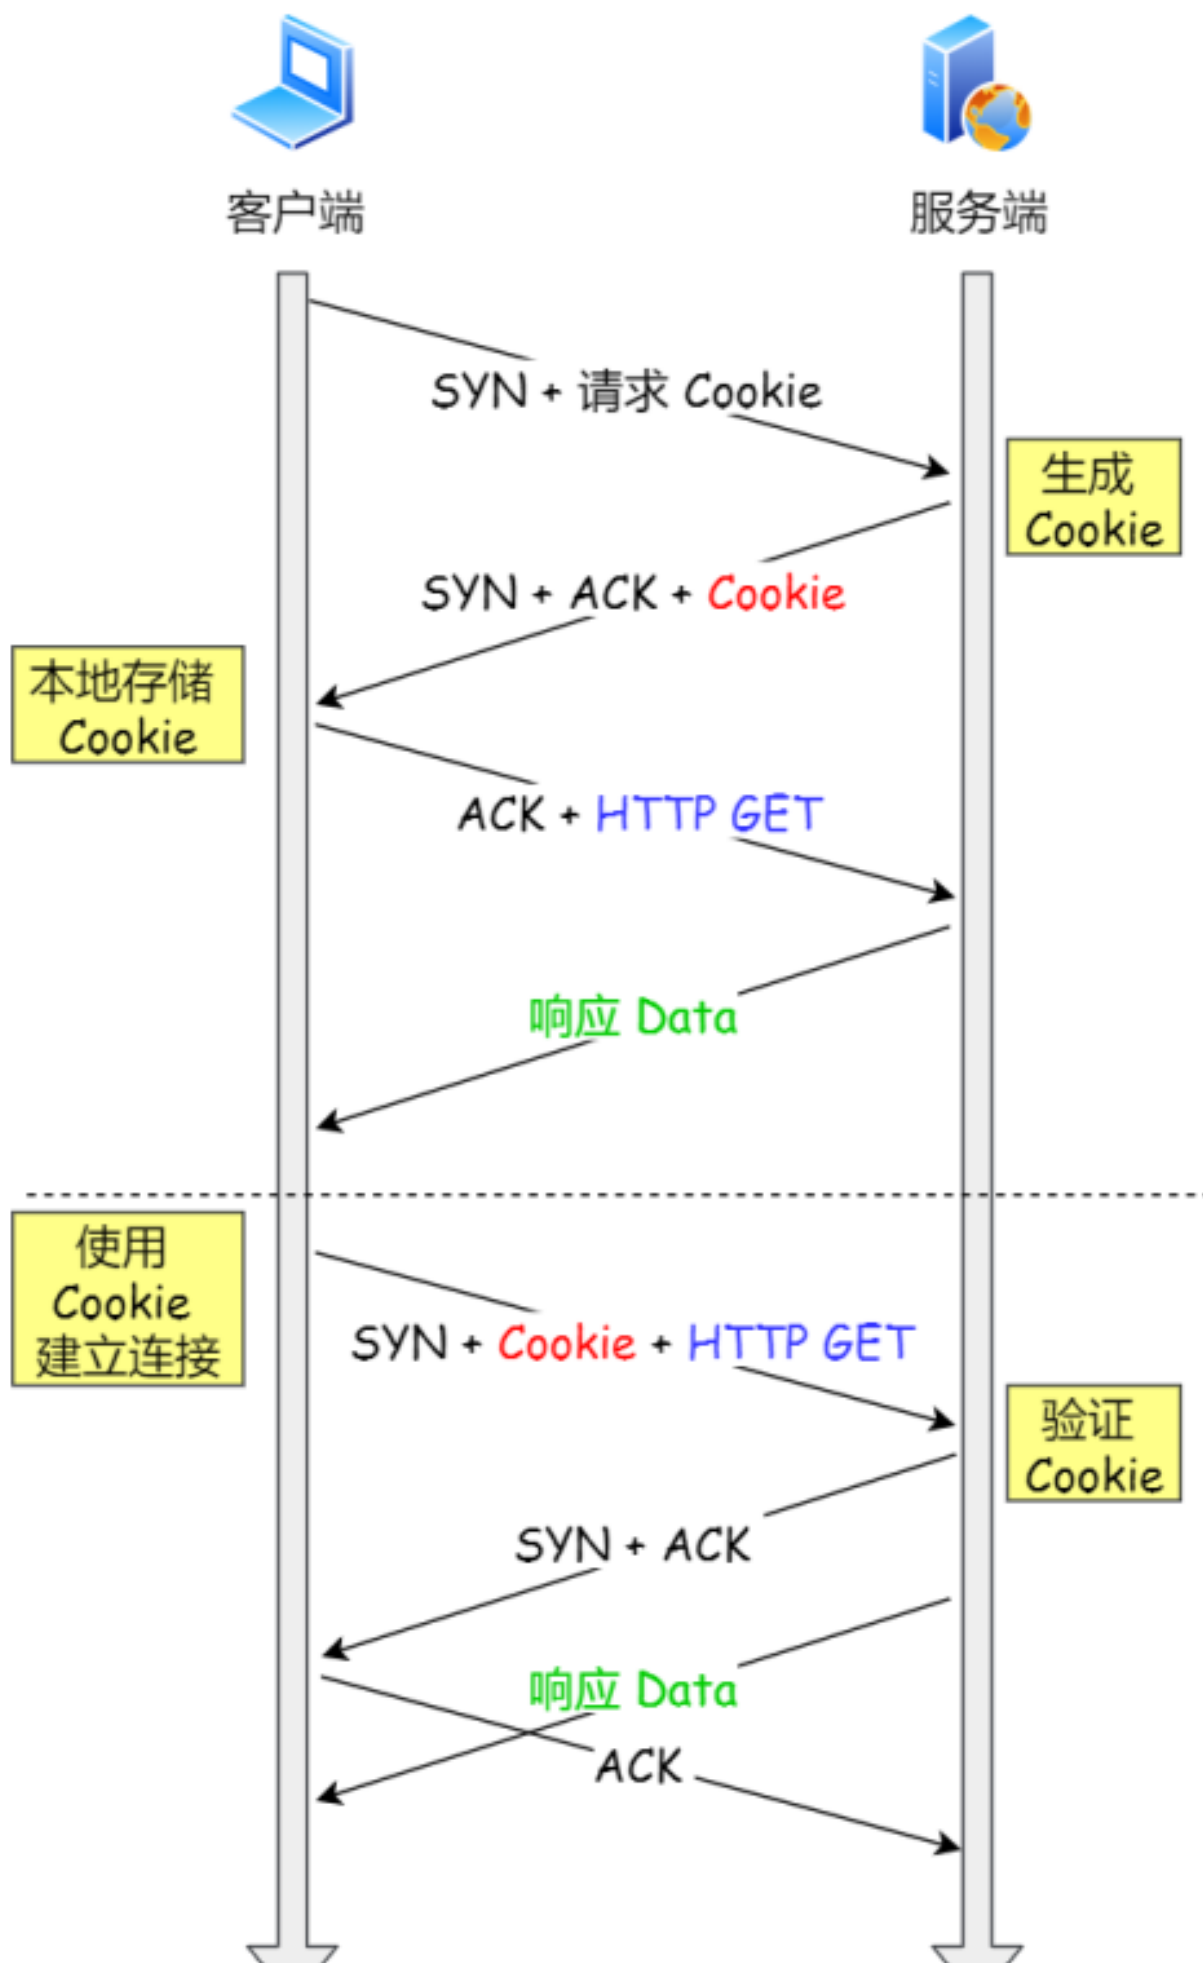 客户端
服务端
SYN + 请求 Cookie
生成
Cookie
SYN + ACK + Cookie
本地存储
Cookie
ACK + HTTP GET
响应 Data
使用
Cookie
建立连接
SYN + Cookie + HTTP GET
验证
Cookie
SYN + ACK
响应 Data
ACK